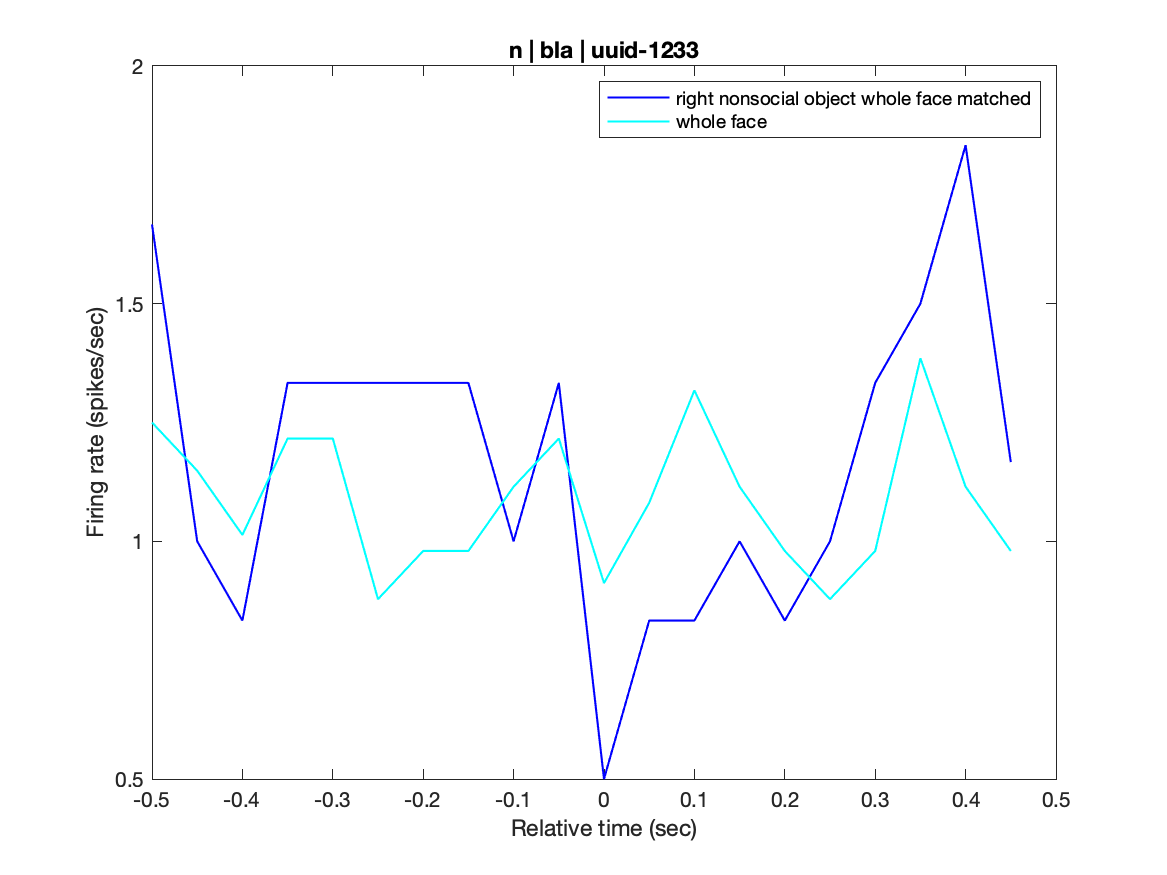 n | bla | uuid-1233
2
right nonsocial object whole face matched
whole face
1.5
Firing rate (spikes/sec)
1
0.5
-0.5 -0.4 -0.3 -0.2 -0.1 0 0.1 0.2 0.3 0.4 0.5
Relative time (sec)